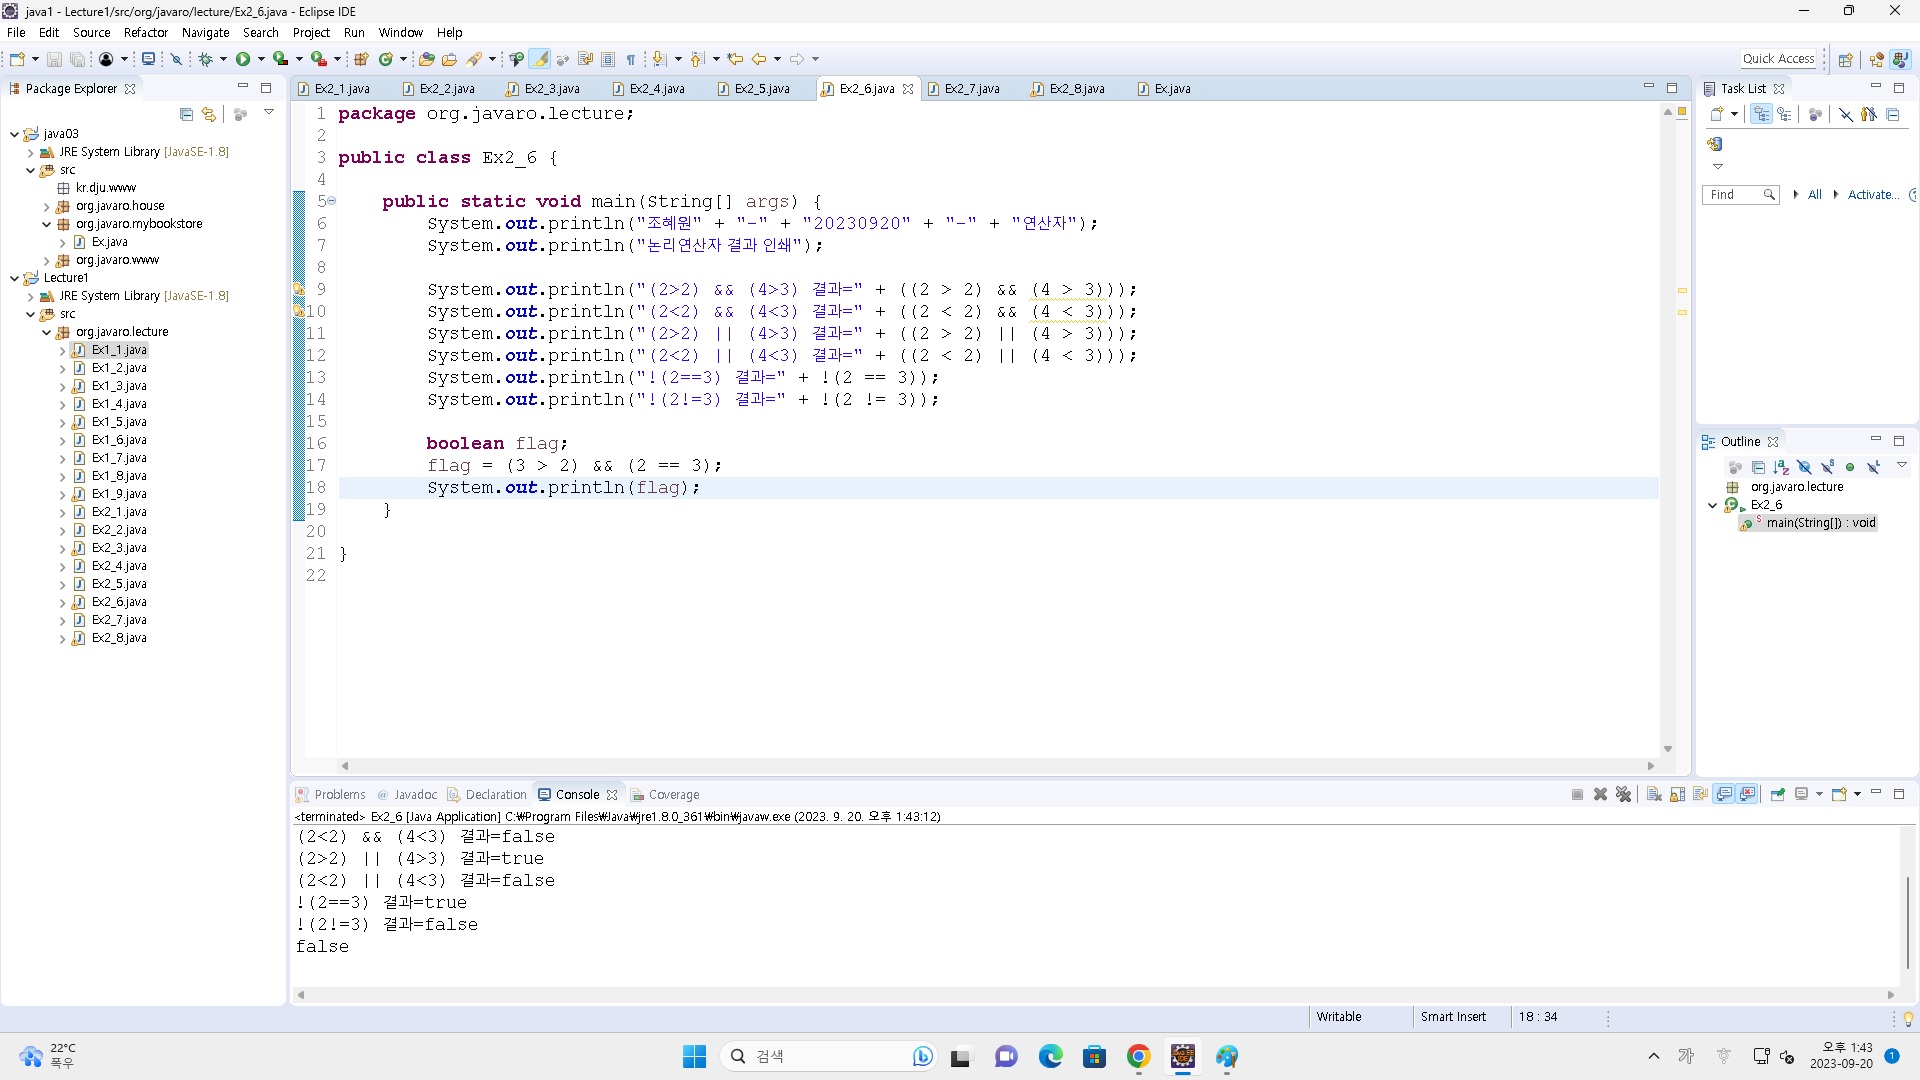 java1 - Lecture1/src/org/javaro/lecture/Ex2_6.java - Eclipse IDE
File Edit Source Refactor Navigate Search Project Run Window Help
Quick Access
Package Explorer
java03
JRE System Library [JavaSE-1.8]
src
kr.dju.www
org.javaro.house
org.javaro.mybookstore
Ex.java
org.javaro.www
Lecture1
JRE System Library [JavaSE-1.8]
src
org.javaro.lecture
Ex1_1.java
Ex1_2.java
Ex1_3.java
Ex1_4.java
Ex1_5.java
Ex1_6.java
Ex1_7.java
Ex1_8.java
Ex1_9.java
Ex2_1.java
Ex2_2.java
Ex2_3.java
Ex2_4.java
Ex2_5.java
Ex2_6.java
Ex2_7.java
Ex2_8.java
Ex2_1.java Ex2_2.java Ex2_3.java Ex2_4.java Ex2_5.java Ex2_6.java Ex2_7.java Ex2_8.java Ex.java
1 package org.javaro.lecture;
2
3 public class Ex2_6 {
4
5 public static void main(String[] args) {
6 System.out.println("조혜원" + "-" + "20230920" + "-" + "연산자");
7 System.out.println("논리연산자 결과 인쇄");
8
9 System.out.println("(2>2) && (4>3) 결과=" + ((2 > 2) && (4 > 3)));
10 System.out.println("(2<2) && (4<3) 결과=" + ((2 < 2) && (4 < 3)));
11 System.out.println("(2>2) || (4>3) 결과=" + ((2 > 2) || (4 > 3)));
12 System.out.println("(2<2) || (4<3) 결과=" + ((2 < 2) || (4 < 3)));
13 System.out.println("!(2==3) 결과=" + !(2 == 3));
14 System.out.println("!(2!=3) 결과=" + !(2 != 3));
15
16 boolean flag;
17 flag = (3 > 2) && (2 == 3);
18 System.out.println(flag);
19 }
20
21 }
22
Task List
Find All Activate...
Outline
org.javaro.lecture
Ex2_6
S main(String[]) : void
Problems @ Javadoc Declaration Console Coverage
<terminated> Ex2_6 [Java Application] C:₩Program Files₩Java₩jre1.8.0_361₩bin₩javaw.exe (2023. 9. 20. 오후 1:43:12)
(2<2) && (4<3) 결과=false
(2>2) || (4>3) 결과=true
(2<2) || (4<3) 결과=false
!(2==3) 결과=true
!(2!=3) 결과=false
false
Writable Smart Insert 18 : 34
22°C
폭우
검색
가
오후 1:43
2023-09-20
1